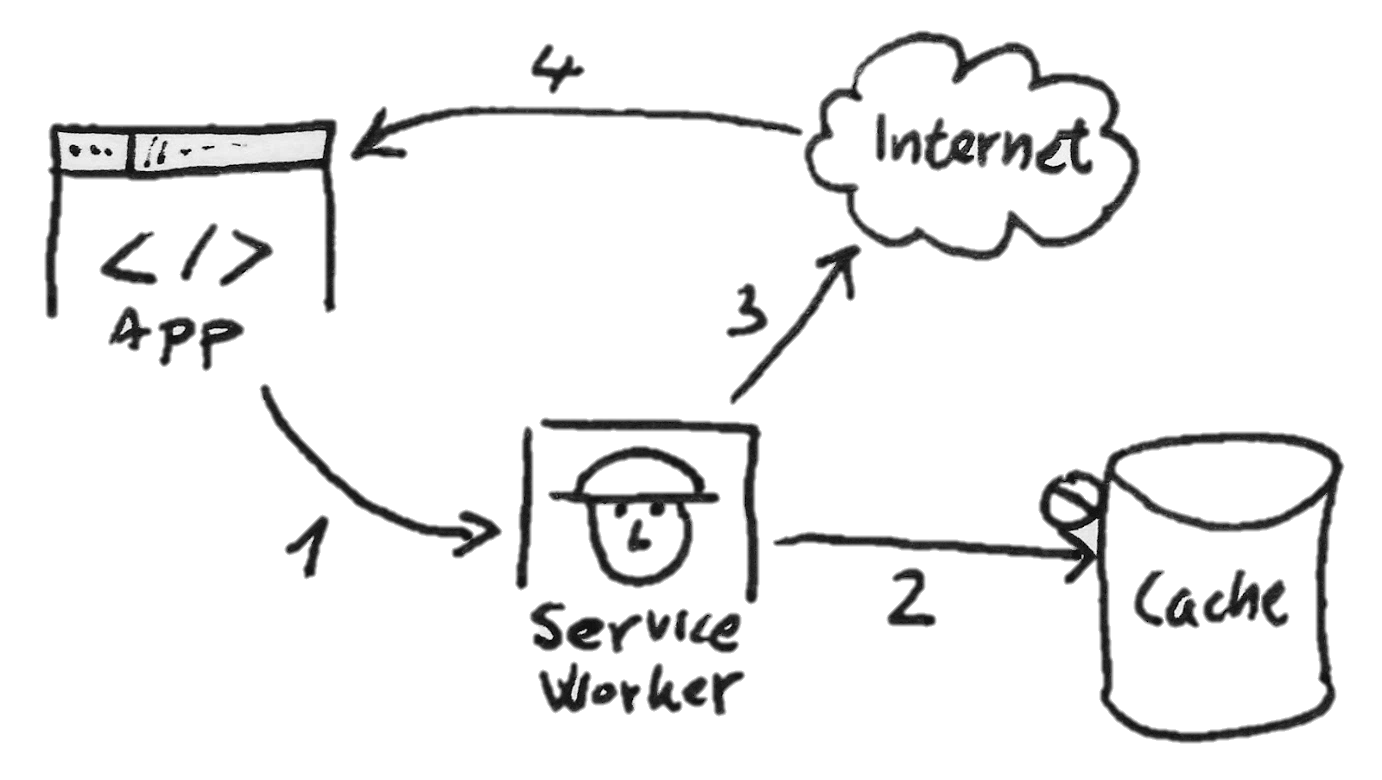 4
Internet
</>
App
3
1
2
Cache
Service
Worker